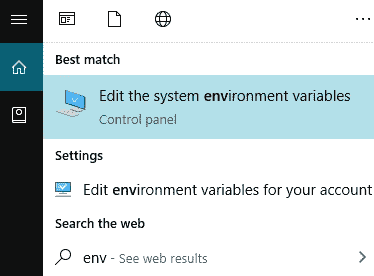 Best match
Edit the system environment variables
Control panel
Settings
Edit environment variables for your account
Search the web
env - See web results